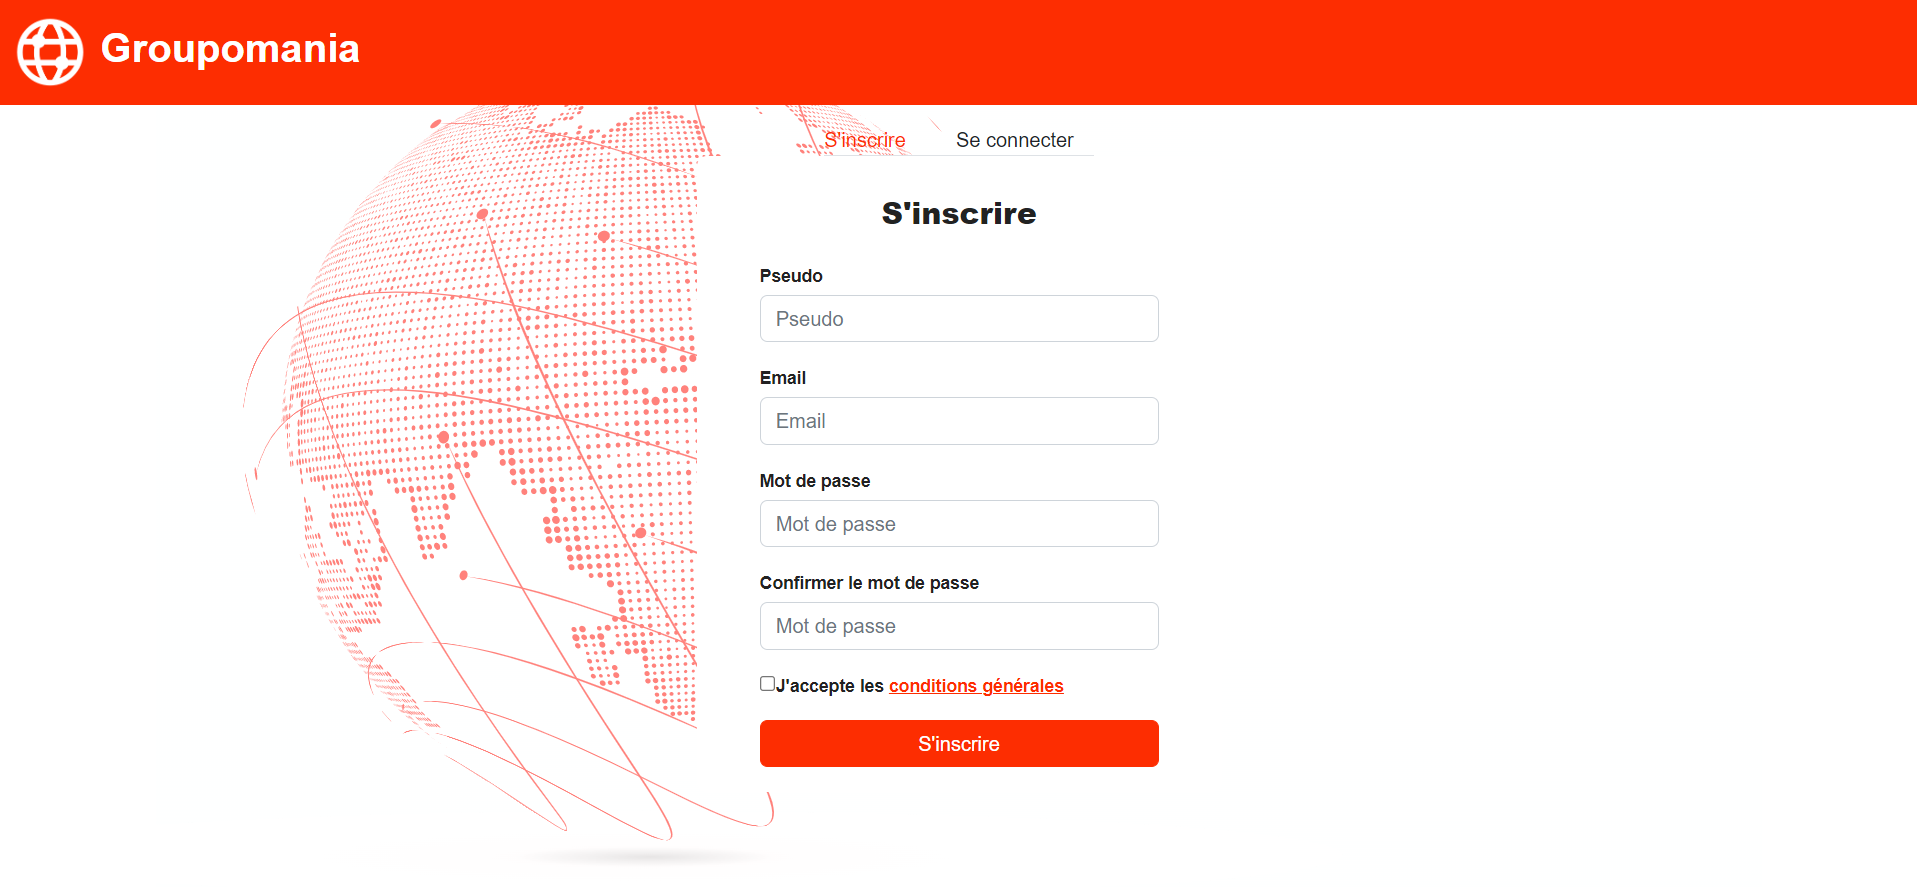 Groupomania
S'inscrire
Se connecter
S'inscrire
Pseudo
Pseudo
Email
Email
Mot de passe
Mot de passe
Confirmer le mot de passe
Mot de passe
J'accepte les conditions générales
S'inscrire